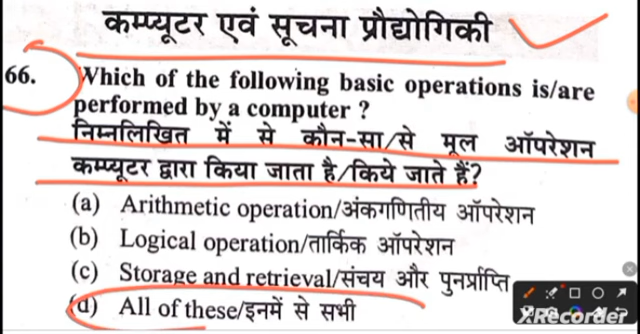 कम्प्यूटर एवं सूचना प्रौद्योगिकी
66. Which of the following basic operations is/are
performed by a computer ?
निम्नलिखित में से कौन-सा/से मूल ऑपरेशन
कम्प्यूटर द्वारा किया जाता है/किये जाते हैं?
(a) Arithmetic operation/अंकगणितीय ऑपरेशन
(b) Logical operation/तार्किक ऑपरेशन
(c) Storage and retrieval/संचय और पुनर्प्राप्ति
(d) All of these/इनमें से सभी
XRecorder